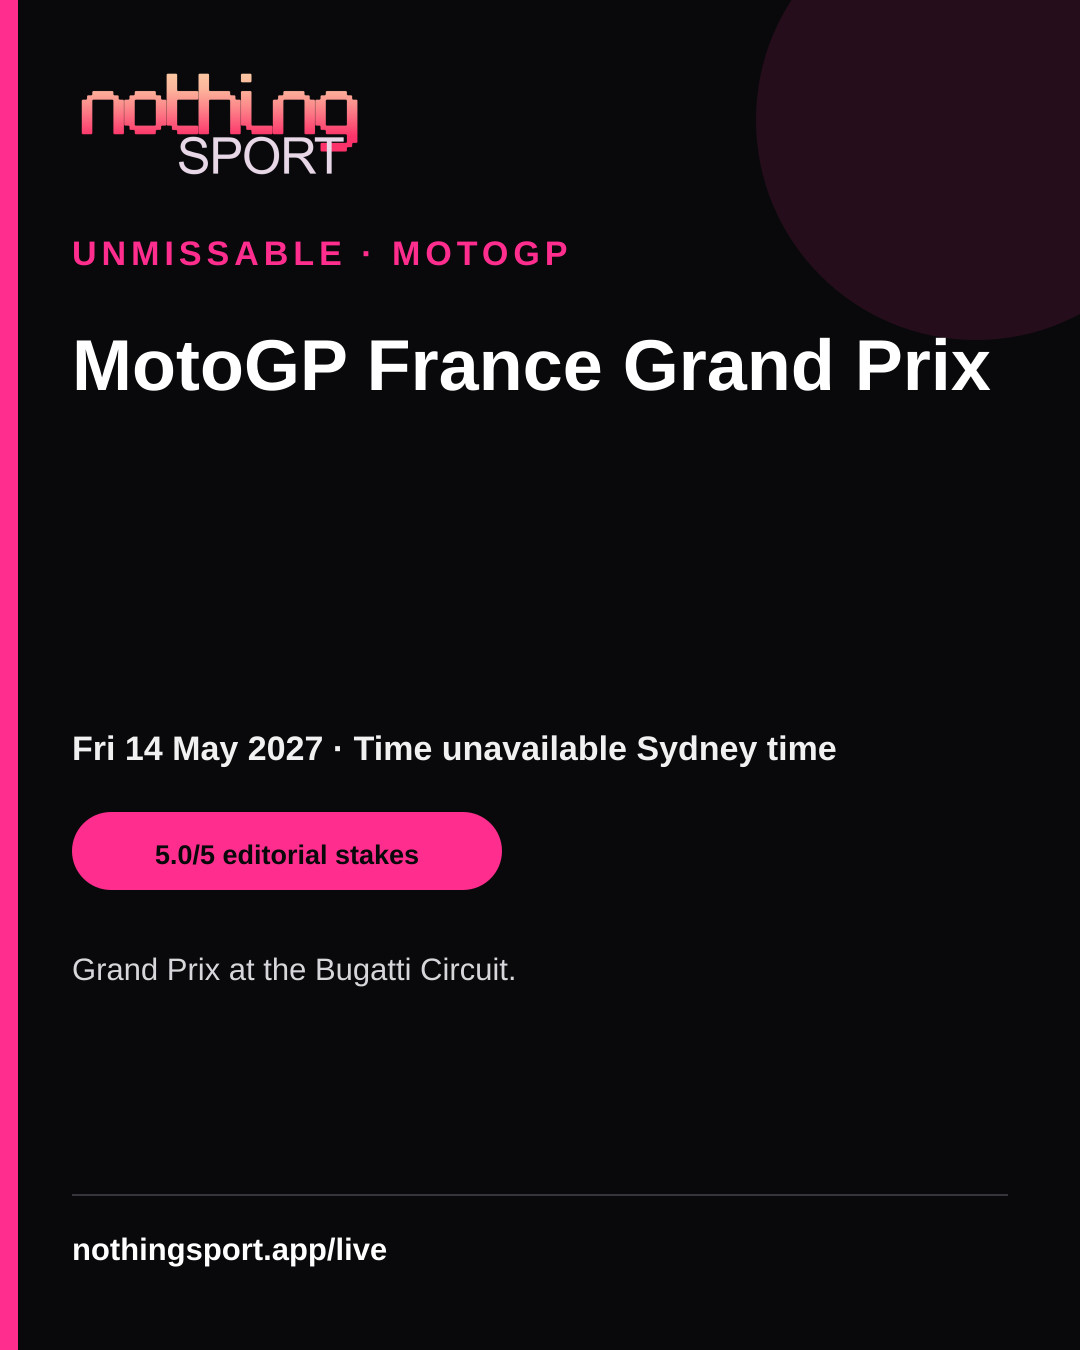 nothing
SPORT
UNMISSABLE · MOTOGP
MotoGP France Grand Prix
Fri 14 May 2027 · Time unavailable Sydney time
5.0/5 editorial stakes
Grand Prix at the Bugatti Circuit.
nothingsport.app/live